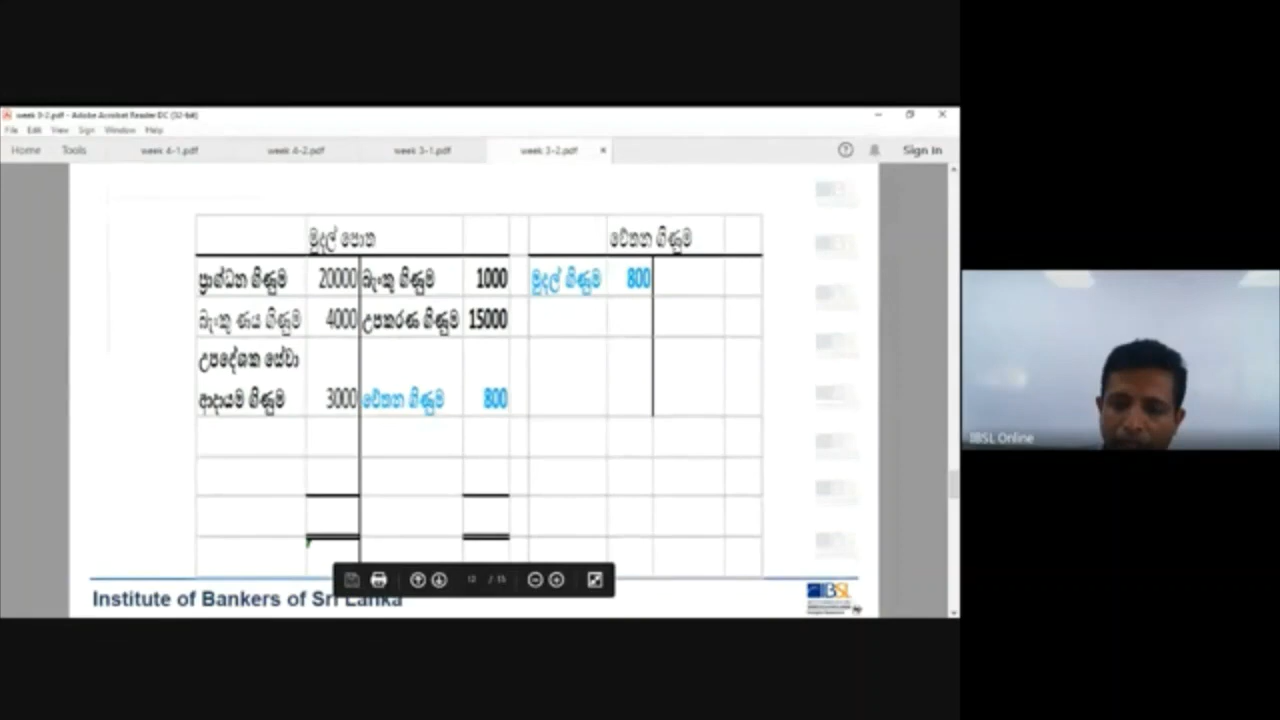 week 3-2.pdf - Adobe Acrobat Reader DC (32-bit)
File Edit View Sign Window Help
Home Tools week 4-1.pdf week 4-2.pdf week 3-1.pdf week 3-2.pdf × Sign In
මුදල් පොත වේතන ගිණුම
ප්‍රාග්ධන ගිණුම 20000 බැංකු ගිණුම 1000 මුදල් ගිණුම 800
බැංකු ණය ගිණුම 4000 උපකරණ ගිණුම 15000
උපදේශක සේවා
ආදායම ගිණුම 3000 වේතන ගිණුම 800
12 / 15
Institute of Bankers of Sri Lanka
IBSL
IBSL Online